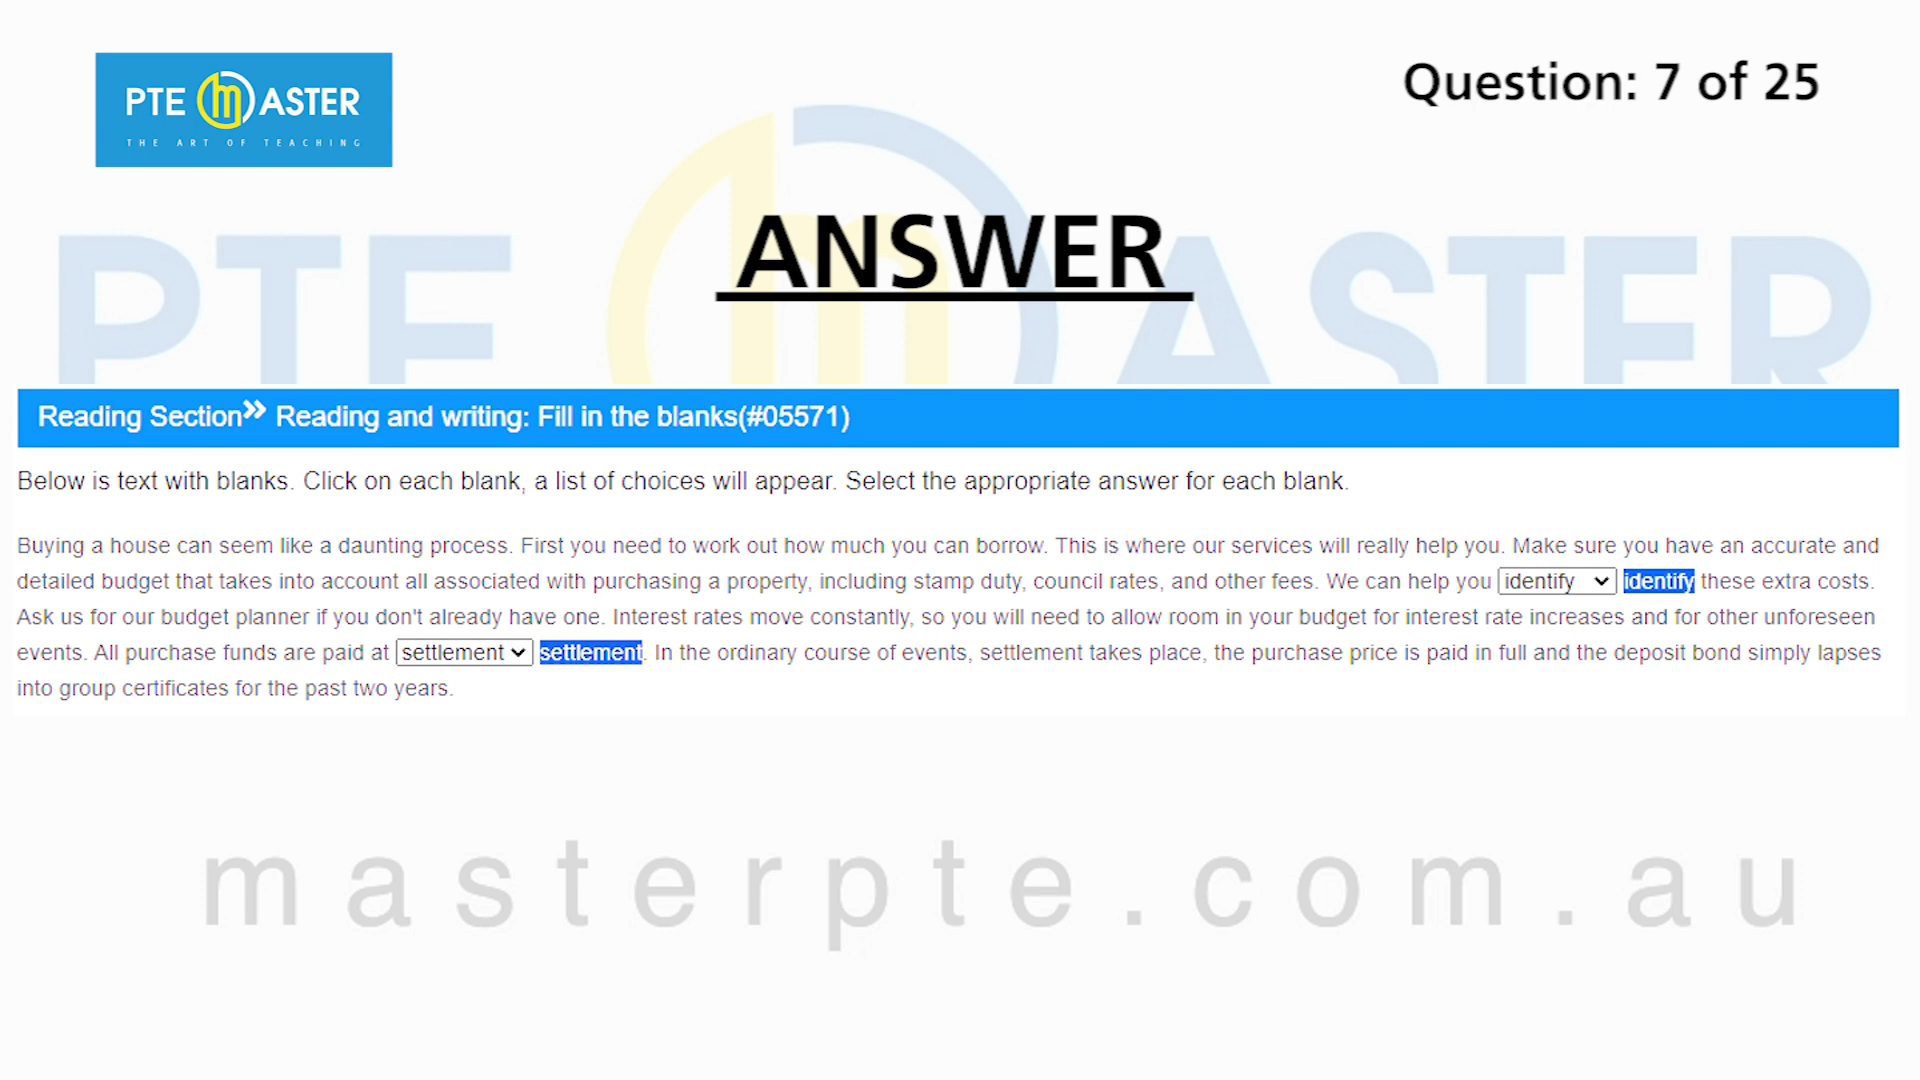 PTE MASTER
THE ART OF TEACHING
Question: 7 of 25
PTE MASTER
ANSWER
Reading Section» Reading and writing: Fill in the blanks(#05571)
Below is text with blanks. Click on each blank, a list of choices will appear. Select the appropriate answer for each blank.
Buying a house can seem like a daunting process. First you need to work out how much you can borrow. This is where our services will really help you. Make sure you have an accurate and
detailed budget that takes into account all associated with purchasing a property, including stamp duty, council rates, and other fees. We can help you identify identify these extra costs.
Ask us for our budget planner if you don't already have one. Interest rates move constantly, so you will need to allow room in your budget for interest rate increases and for other unforeseen
events. All purchase funds are paid at settlement settlement. In the ordinary course of events, settlement takes place, the purchase price is paid in full and the deposit bond simply lapses
into group certificates for the past two years.
masterpte.com.au